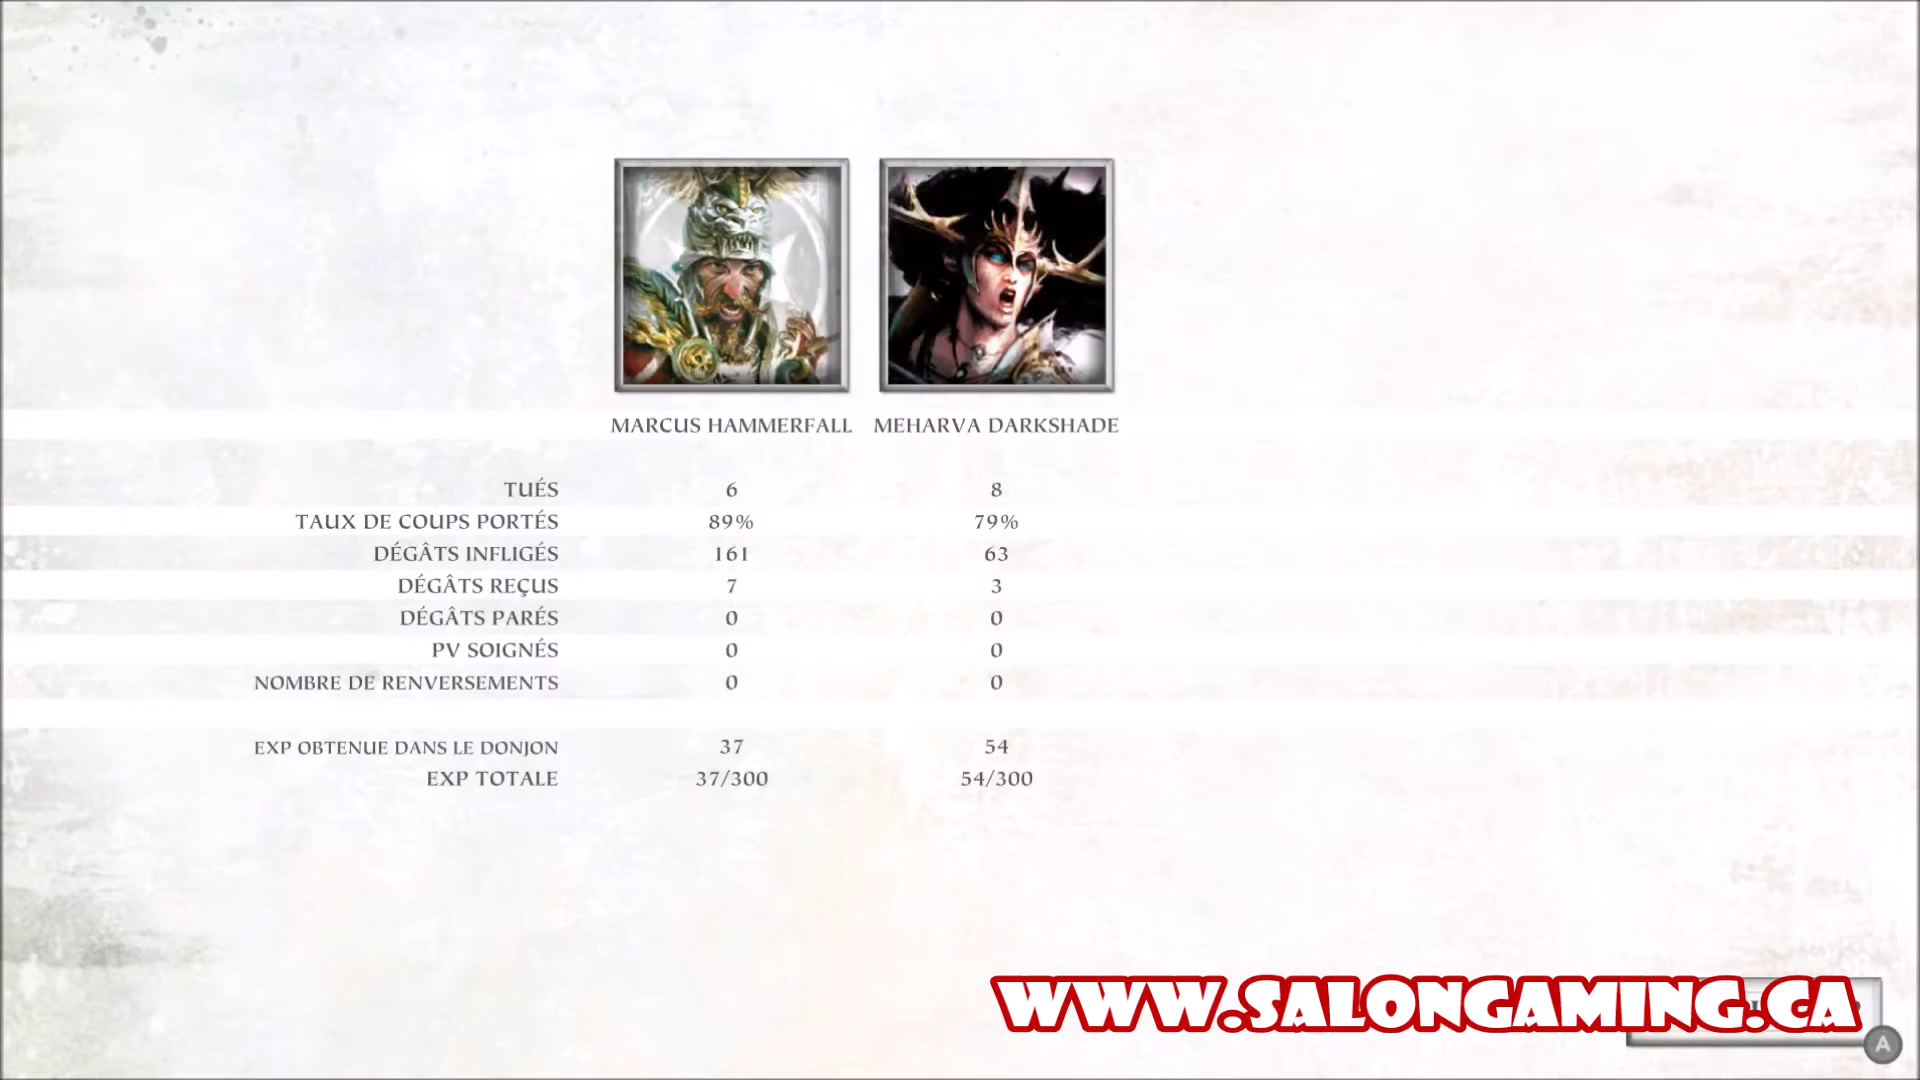 MARCUS HAMMERFALL MEHARVA DARKSHADE
TUÉS 6 8
TAUX DE COUPS PORTÉS 89% 79%
DÉGÂTS INFLIGÉS 161 63
DÉGÂTS REÇUS 7 3
DÉGÂTS PARÉS 0 0
PV SOIGNÉS 0 0
NOMBRE DE RENVERSEMENTS 0 0
EXP OBTENUE DANS LE DONJON 37 54
EXP TOTALE 37/300 54/300
WWW.SALONGAMING.CA
A